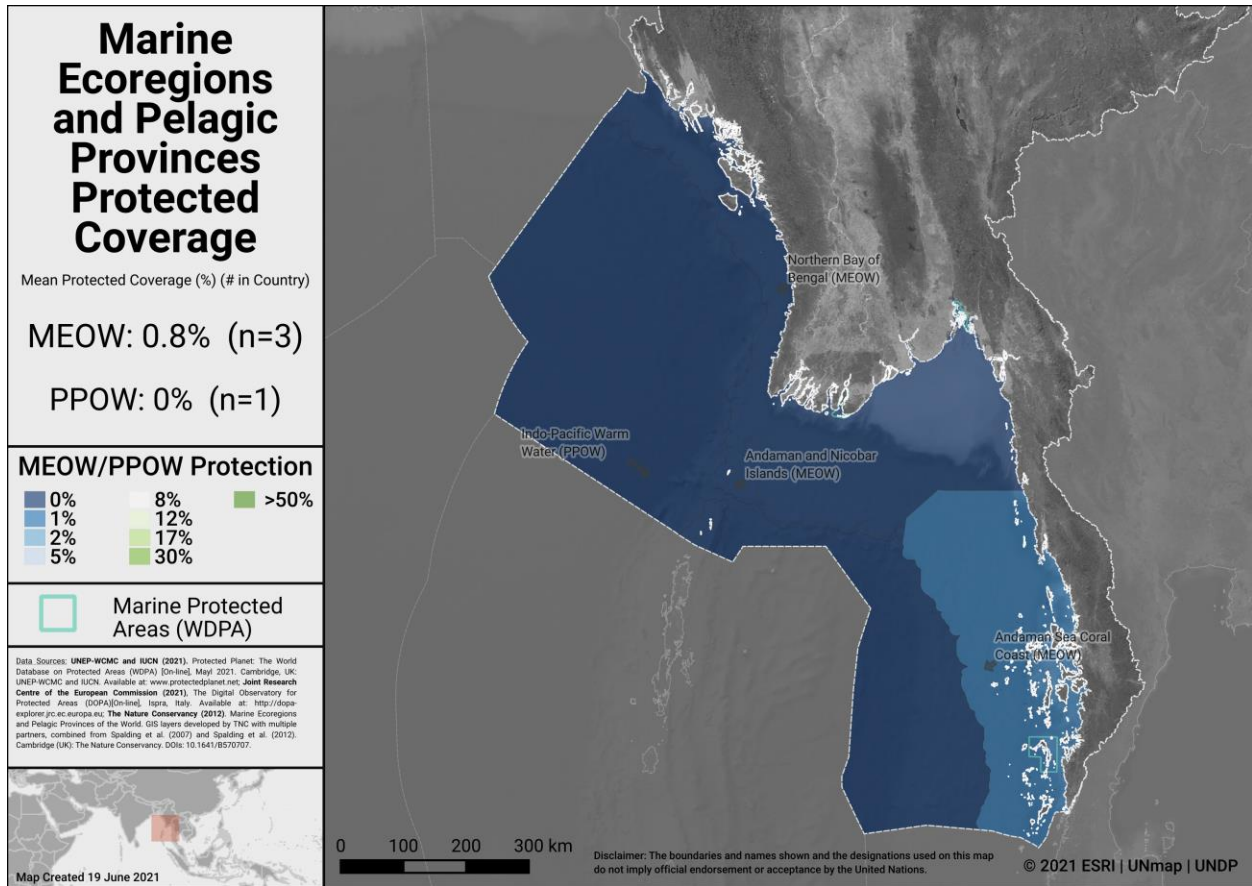 Marine
Ecoregions
and Pelagic
Provinces
Protected
Coverage
Mean Protected Coverage (%) (# in Country)
MEOW: 0.8% (n=3)
PPOW: 0% (n=1)
MEOW/PPOW Protection
0% 8% >50%
1% 12%
2% 17%
5% 30%
Marine Protected
Areas (WDPA)
Data Sources: UNEP-WCMC and IUCN (2021). Protected Planet: The World
Database on Protected Areas (WDPA) [On-line], Mayl 2021. Cambridge, UK:
UNEP-WCMC and IUCN. Available at: www.protectedplanet.net; Joint Research
Centre of the European Commission (2021), The Digital Observatory for
Protected Areas (DOPA)[On-line], Ispra, Italy. Available at: http://dopa-
explorer.jrc.ec.europa.eu; The Nature Conservancy (2012). Marine Ecoregions
and Pelagic Provinces of the World. GIS layers developed by TNC with multiple
partners, combined from Spalding et al. (2007) and Spalding et al. (2012).
Cambridge (UK): The Nature Conservancy. DOIs: 10.1641/B570707.
Map Created 19 June 2021
Northern Bay of
Bengal (MEOW)
Indo-Pacific Warm
Water (PPOW)
Andaman and Nicobar
Islands (MEOW)
Andaman Sea Coral
Coast (MEOW)
0 100 200 300 km
Disclaimer: The boundaries and names shown and the designations used on this map
do not imply official endorsement or acceptance by the United Nations.
© 2021 ESRI | UNmap | UNDP